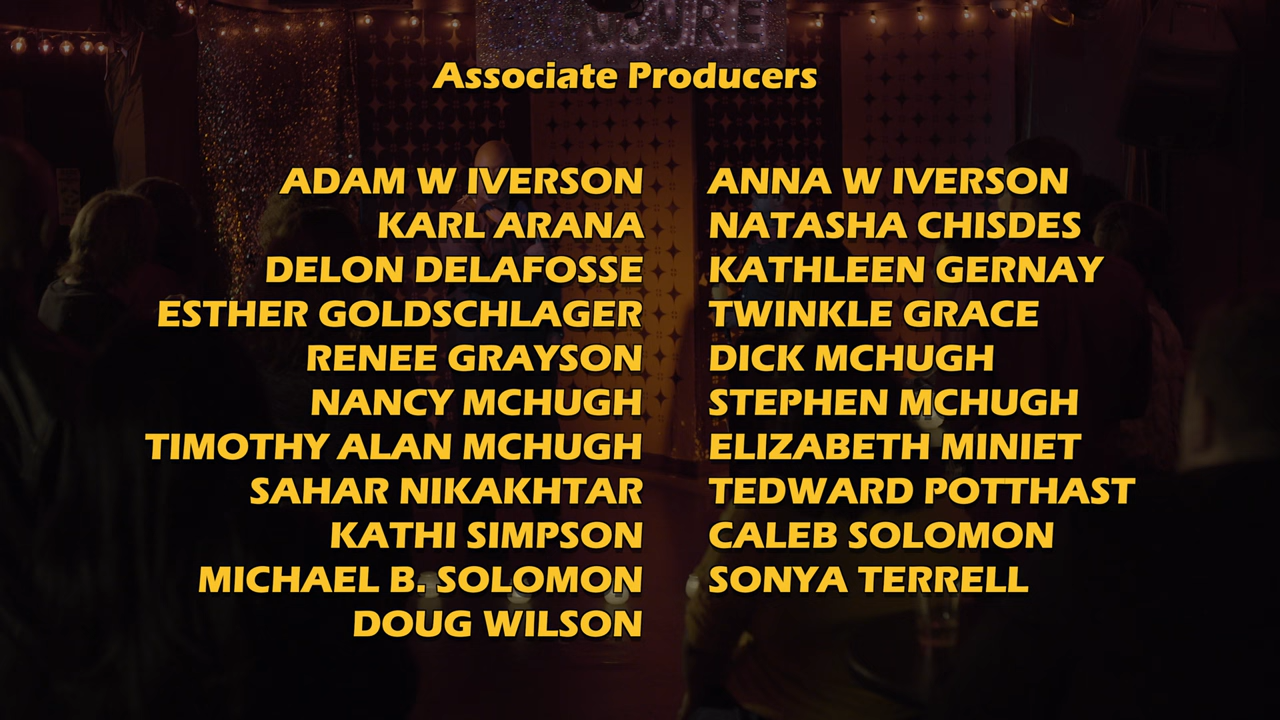 Associate Producers
ADAM W IVERSON ANNA W IVERSON
KARL ARANA NATASHA CHISDES
DELON DELAFOSSE KATHLEEN GERNAY
ESTHER GOLDSCHLAGER TWINKLE GRACE
RENEE GRAYSON DICK MCHUGH
NANCY MCHUGH STEPHEN MCHUGH
TIMOTHY ALAN MCHUGH ELIZABETH MINIET
SAHAR NIKAKHTAR TEDWARD POTTHAST
KATHI SIMPSON CALEB SOLOMON
MICHAEL B. SOLOMON SONYA TERRELL
DOUG WILSON